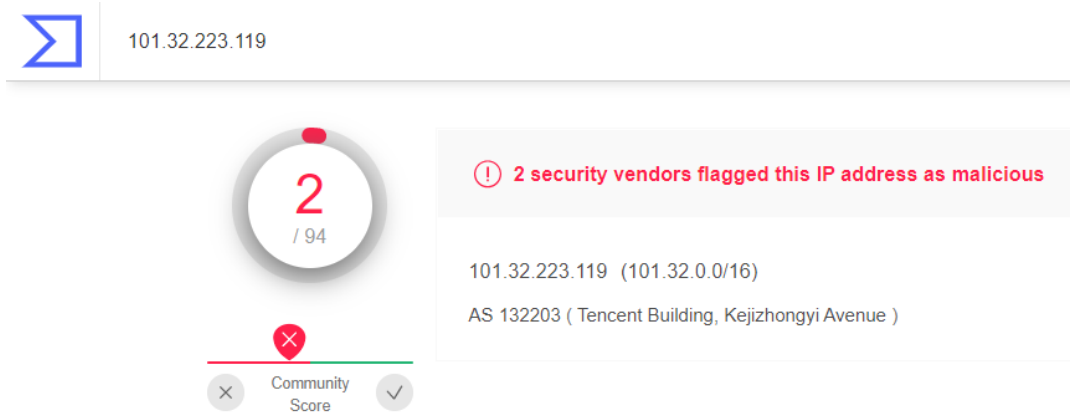 101.32.223.119
2
/ 94
2 security vendors flagged this IP address as malicious
101.32.223.119 (101.32.0.0/16)
AS 132203 ( Tencent Building, Kejizhongyi Avenue )
Community
Score